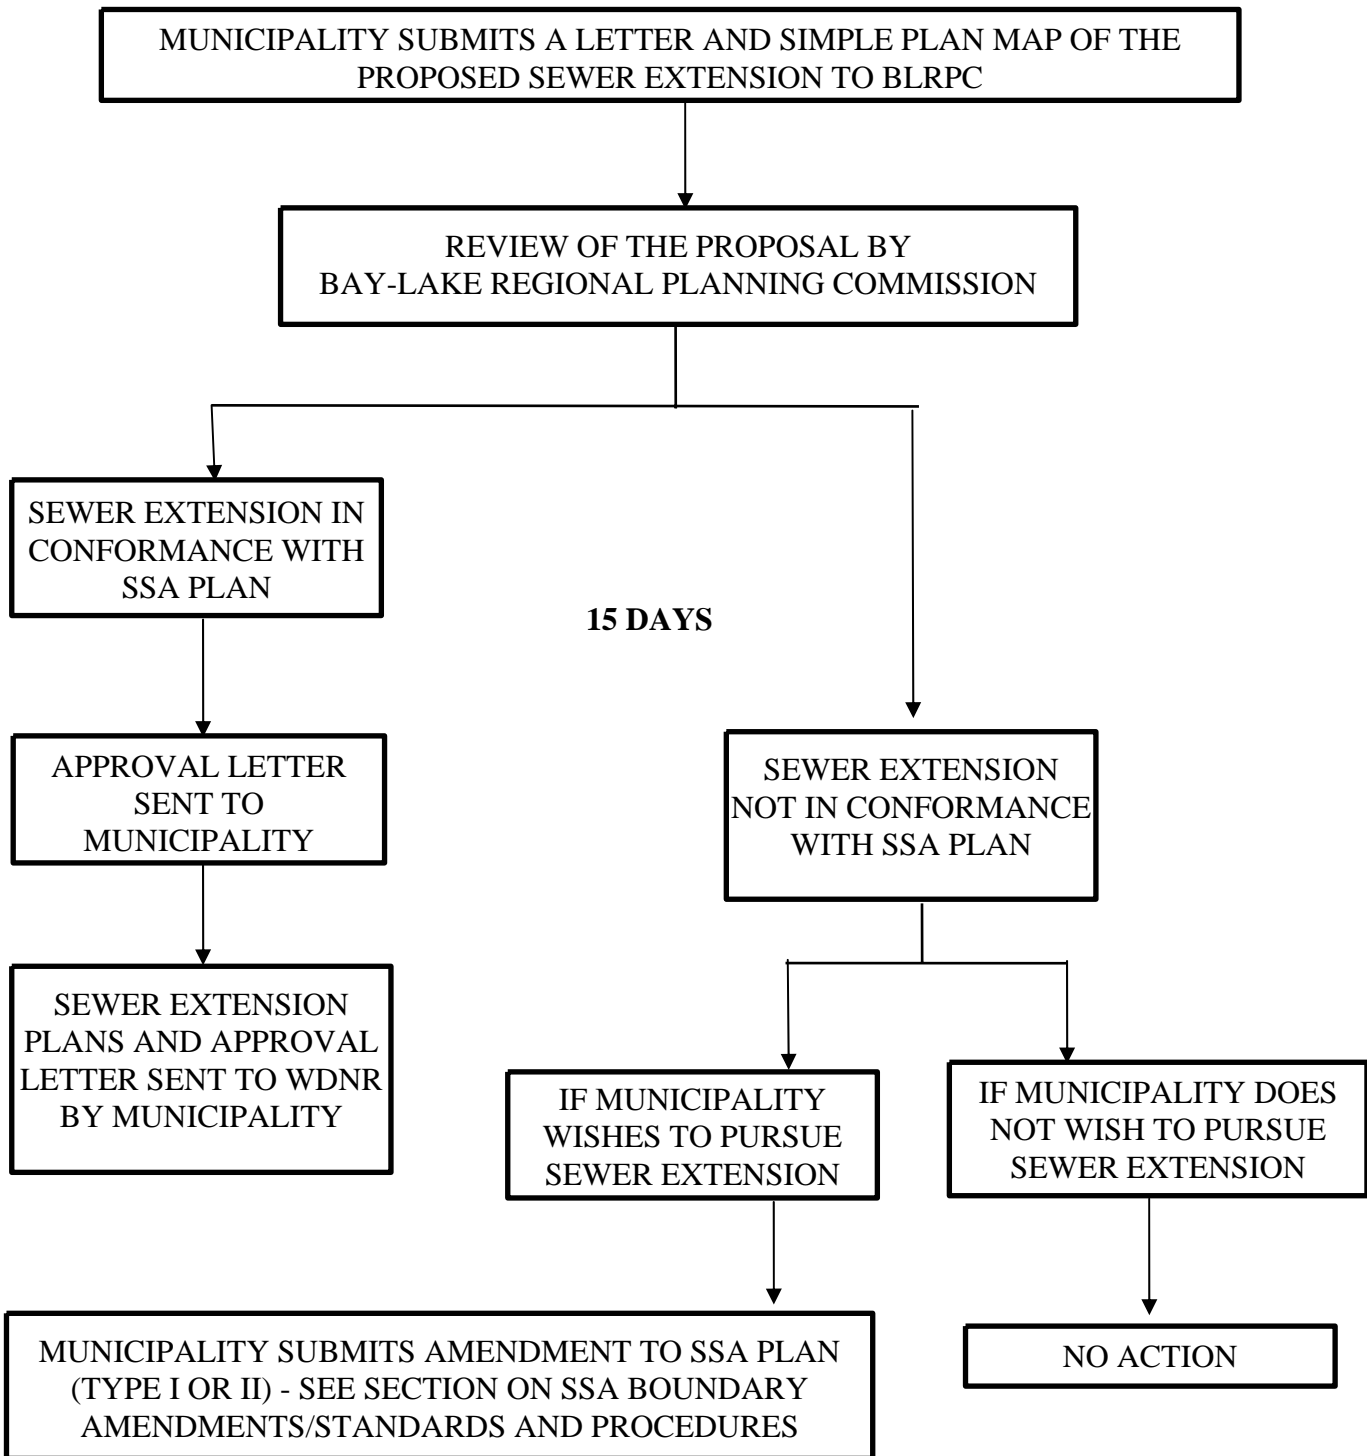 MUNICIPALITY SUBMITS A LETTER AND SIMPLE PLAN MAP OF THE
PROPOSED SEWER EXTENSION TO BLRPC
REVIEW OF THE PROPOSAL BY
BAY-LAKE REGIONAL PLANNING COMMISSION
SEWER EXTENSION IN
CONFORMANCE WITH
SSA PLAN
15 DAYS
APPROVAL LETTER
SENT TO
MUNICIPALITY
SEWER EXTENSION
NOT IN CONFORMANCE
WITH SSA PLAN
SEWER EXTENSION
PLANS AND APPROVAL
LETTER SENT TO WDNR
BY MUNICIPALITY
IF MUNICIPALITY
WISHES TO PURSUE
SEWER EXTENSION
IF MUNICIPALITY DOES
NOT WISH TO PURSUE
SEWER EXTENSION
MUNICIPALITY SUBMITS AMENDMENT TO SSA PLAN
(TYPE I OR II) - SEE SECTION ON SSA BOUNDARY
AMENDMENTS/STANDARDS AND PROCEDURES
NO ACTION